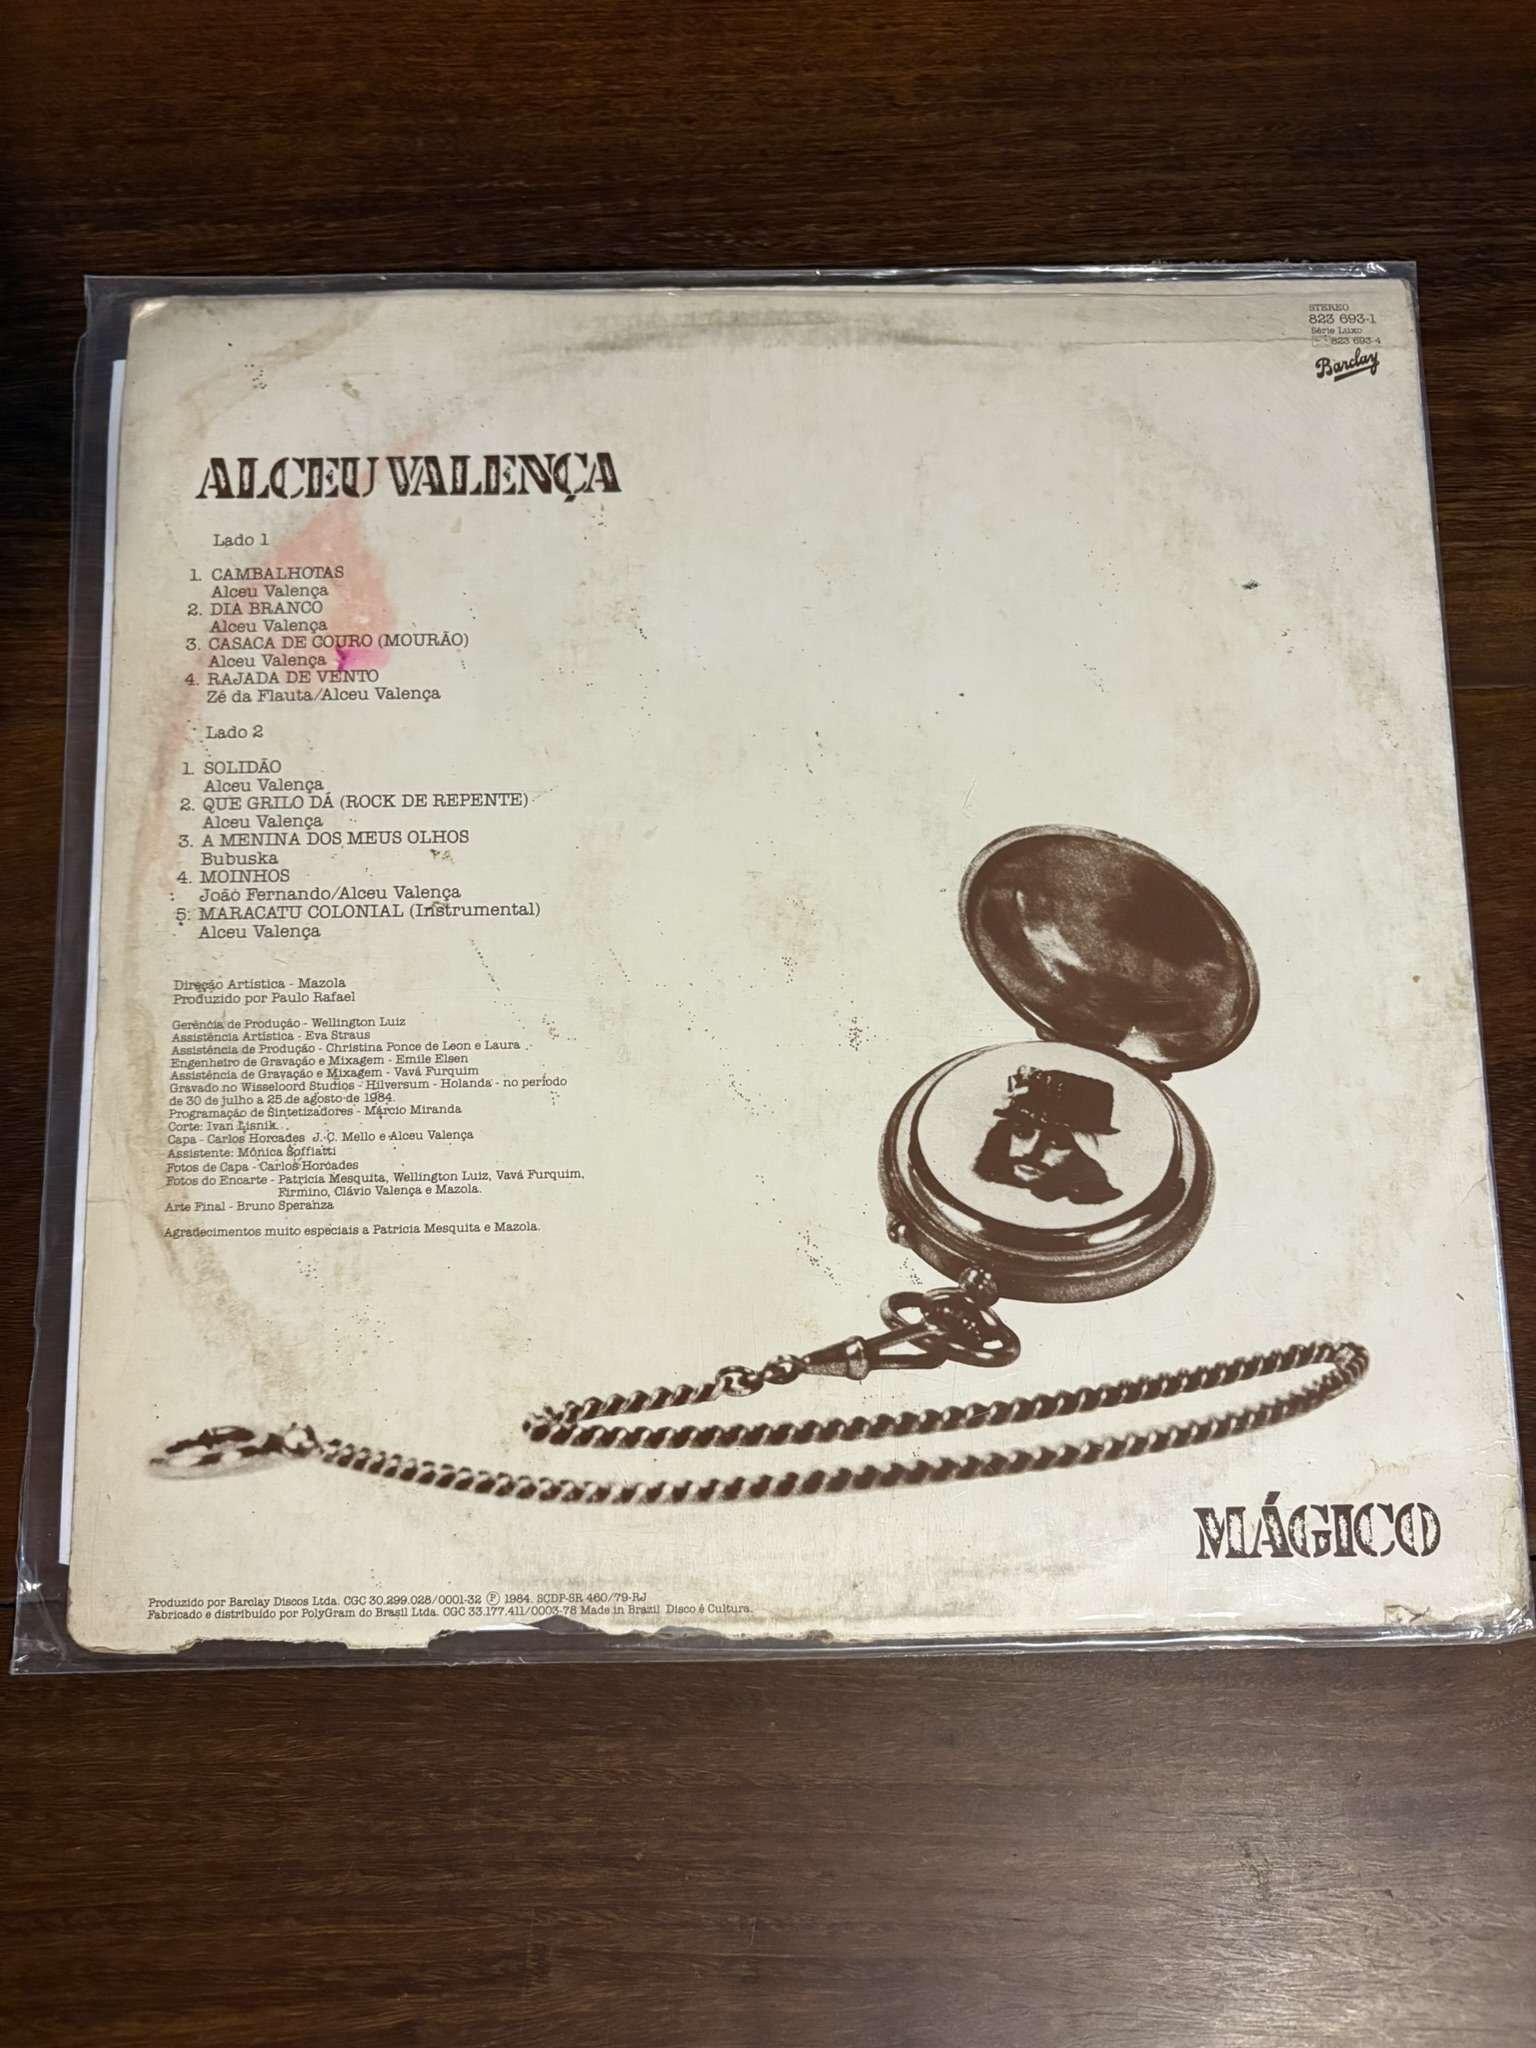 STEREO
823 693-1
Série Luxo
823 693-4
Barclay
ALCEU VALENÇA
Lado 1
1. CAMBALHOTAS
Alceu Valença
2. DIA BRANCO
Alceu Valença
3. CASACA DE COURO (MOURÃO)
Alceu Valença
4. RAJADA DE VENTO
Zé da Flauta/Alceu Valença
Lado 2
1. SOLIDÃO
Alceu Valença
2. QUE GRILO DÁ (ROCK DE REPENTE)
Alceu Valença
3. A MENINA DOS MEUS OLHOS
Bubuska
4. MOINHOS
João Fernando/Alceu Valença
5. MARACATU COLONIAL (Instrumental)
Alceu Valença
Direção Artística - Mazola
Produzido por Paulo Rafael
Gerência de Produção - Wellington Luiz
Assistência Artística - Eva Straus
Assistência de Produção - Christina Ponce de Leon e Laura
Engenheiro de Gravação e Mixagem - Emile Elsen
Assistência de Gravação e Mixagem - Vavá Furquim
Gravado no Wisseloord Studios - Hilversum - Holanda - no período
de 30 de julho a 25 de agosto de 1984.
Programação de Sintetizadores - Márcio Miranda
Corte: Ivan Lisnik
Capa - Carlos Horcades J. C. Mello e Alceu Valença
Assistente: Mônica Soffiatti
Fotos de Capa - Carlos Horcades
Fotos do Encarte - Patrícia Mesquita, Wellington Luiz, Vavá Furquim,
Firmino, Clávio Valença e Mazola.
Arte Final - Bruno Speranza
Agradecimentos muito especiais a Patricia Mesquita e Mazola.
MÁGICO
Produzido por Barclay Discos Ltda. CGC 30.299.028/0001-32 Ⓟ 1984. SCDP-SR 460/79-RJ
Fabricado e distribuido por PolyGram do Brasil Ltda. CGC 33.177.411/0003-78 Made in Brazil Disco é Cultura.